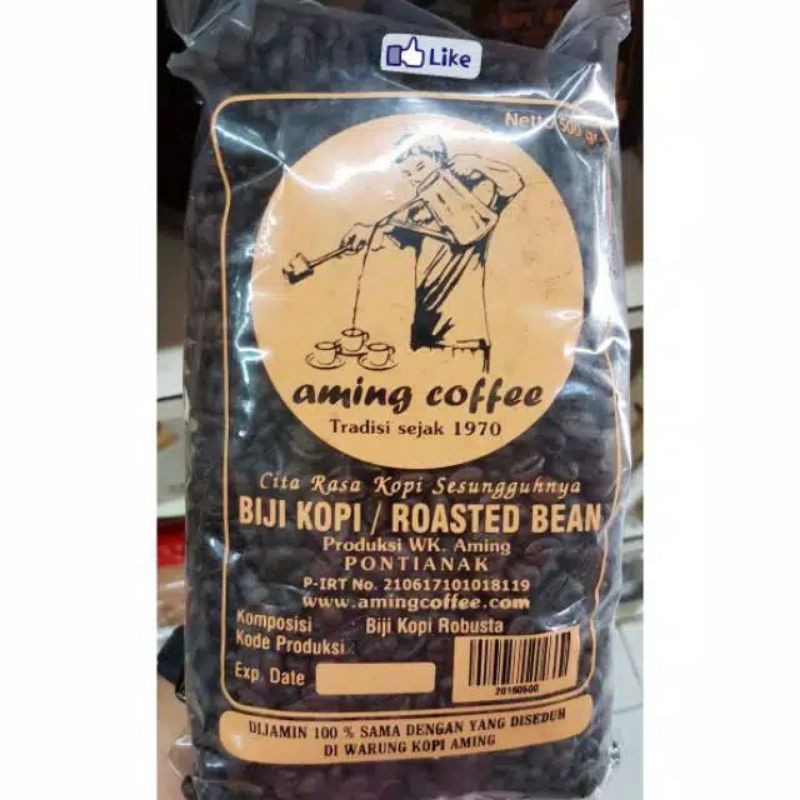 Like
Netto 500 gr
aming coffee
Tradisi sejak 1970
Cita Rasa Kopi Sesungguhnya
BIJI KOPI / ROASTED BEAN
Produksi WK. Aming
PONTIANAK
P-IRT No. 210617101018119
www.amingcoffee.com
Komposisi Biji Kopi Robusta
Kode Produksi
Exp. Date
20160600
DIJAMIN 100 % SAMA DENGAN YANG DISEDUH
DI WARUNG KOPI AMING